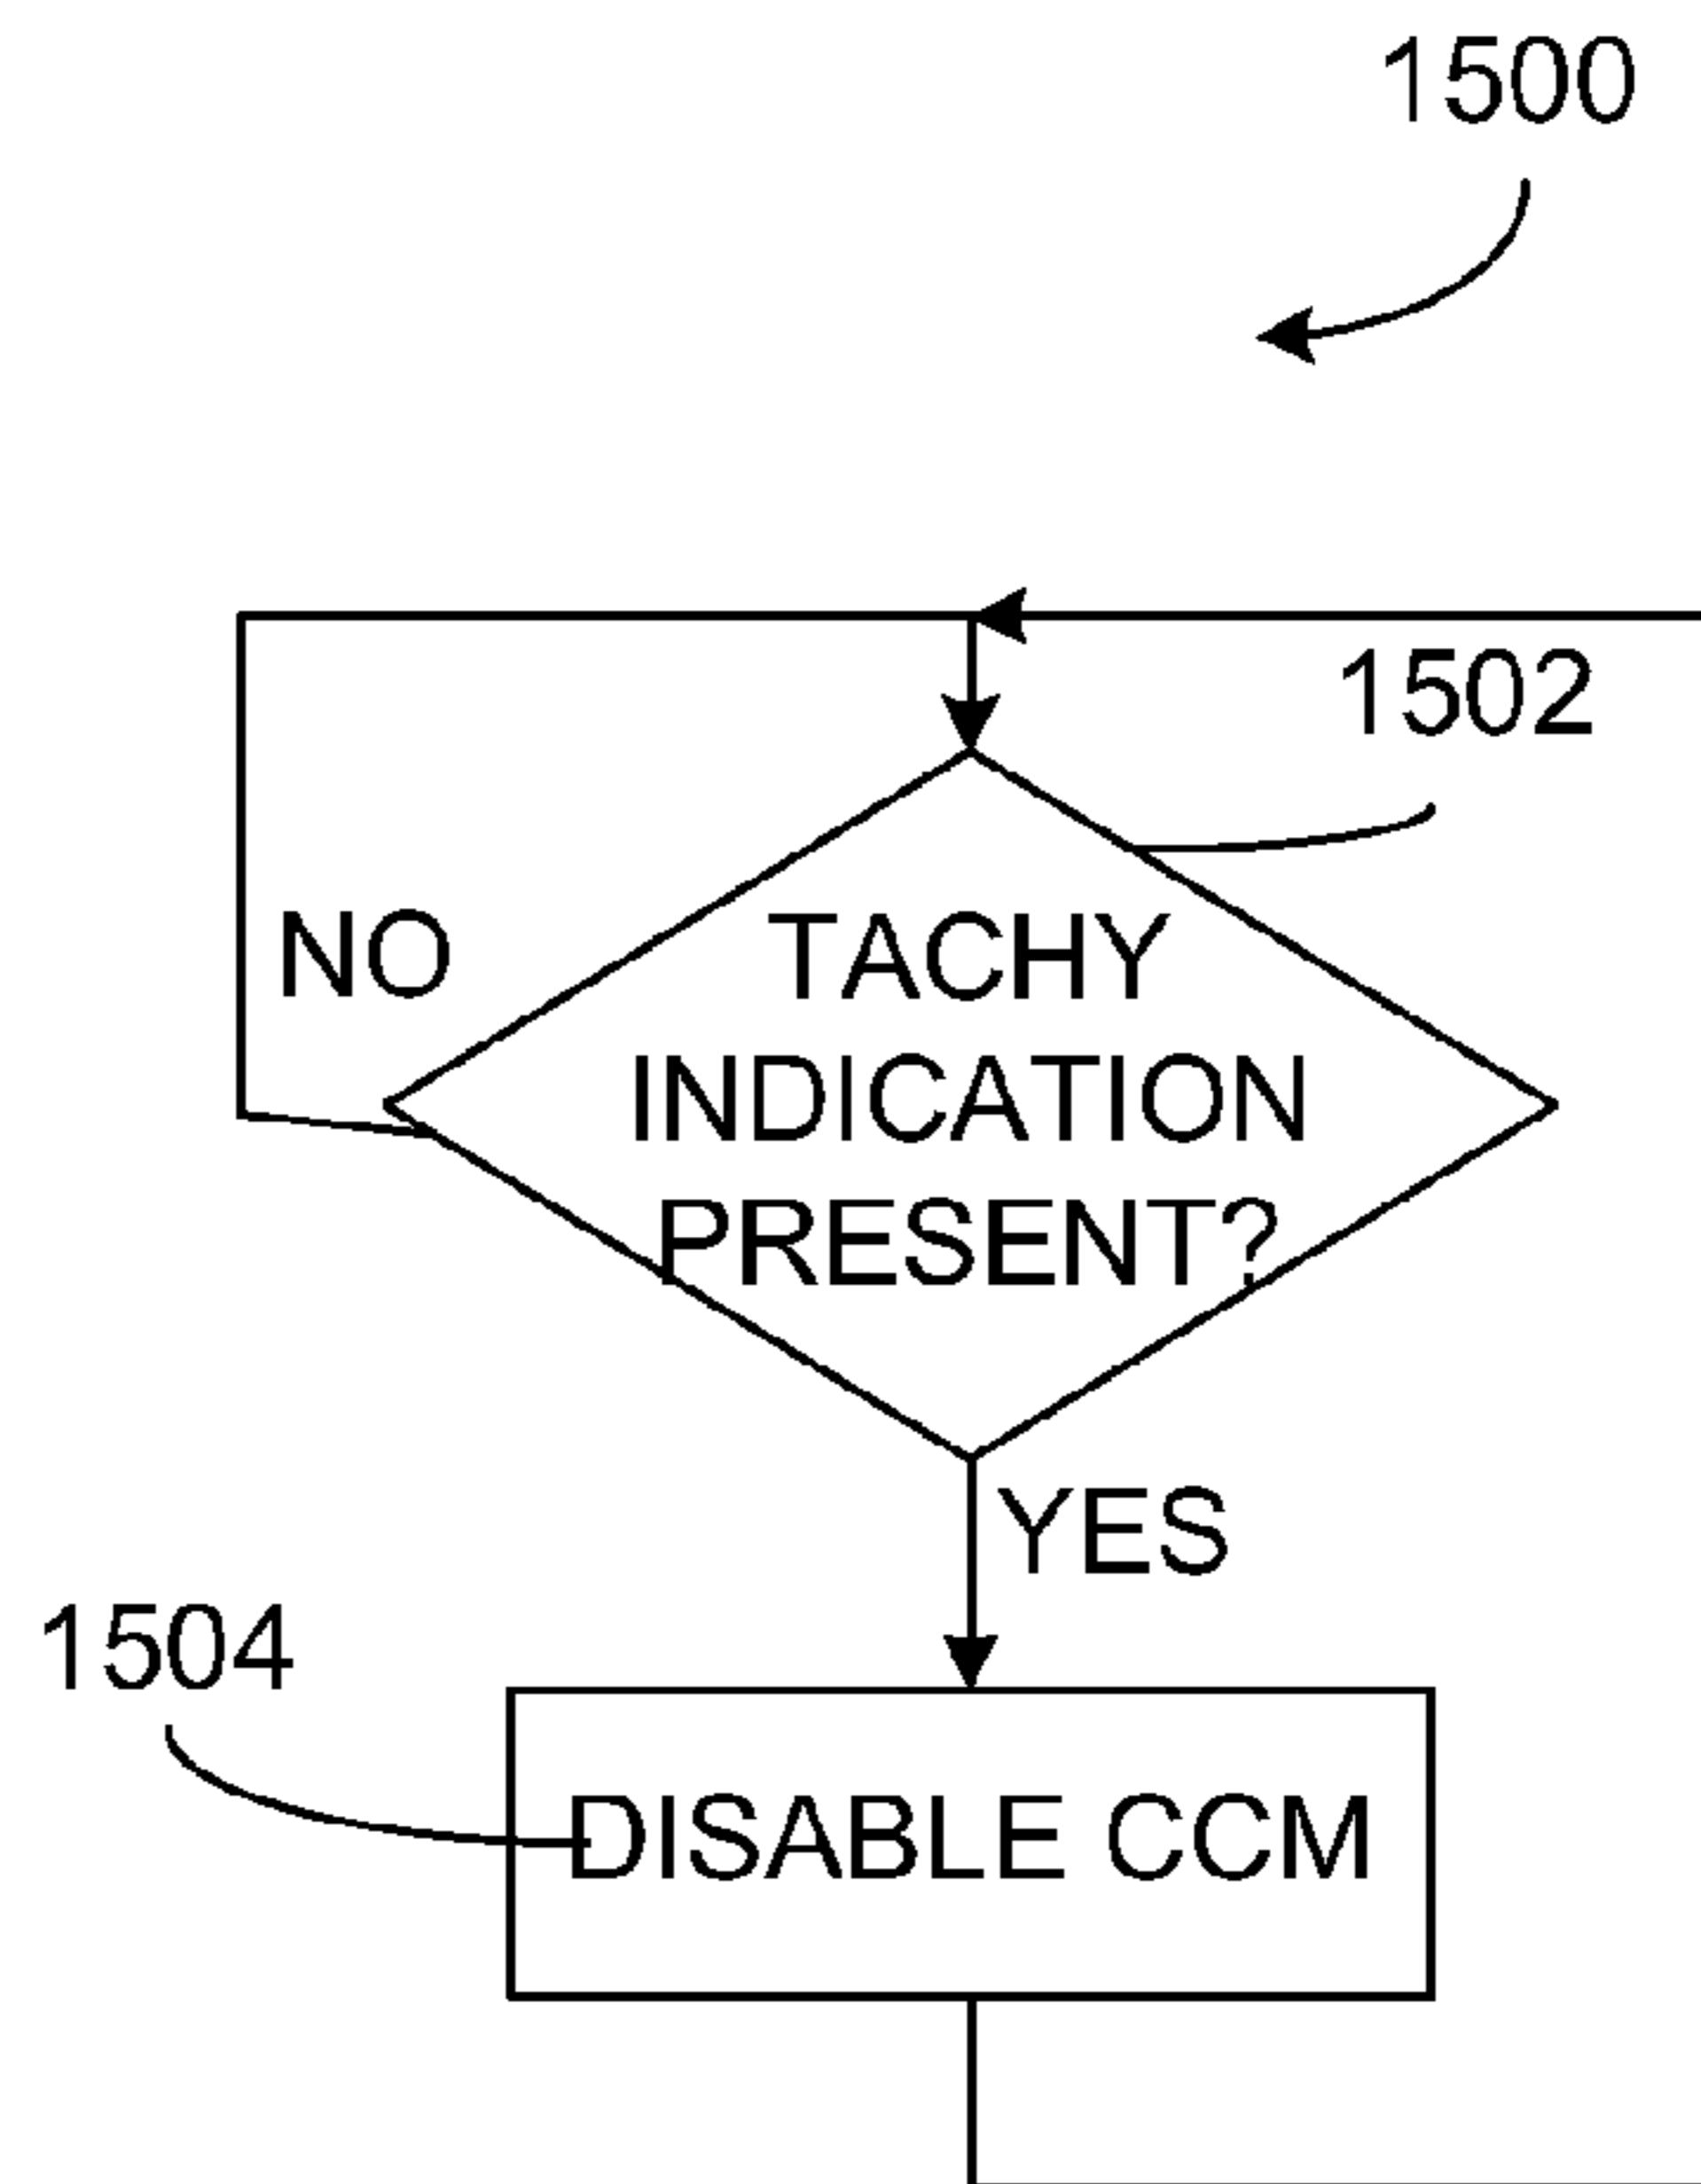 1500
1502
NO
TACHY
INDICATION
PRESENT?
YES
1504
DISABLE CCM